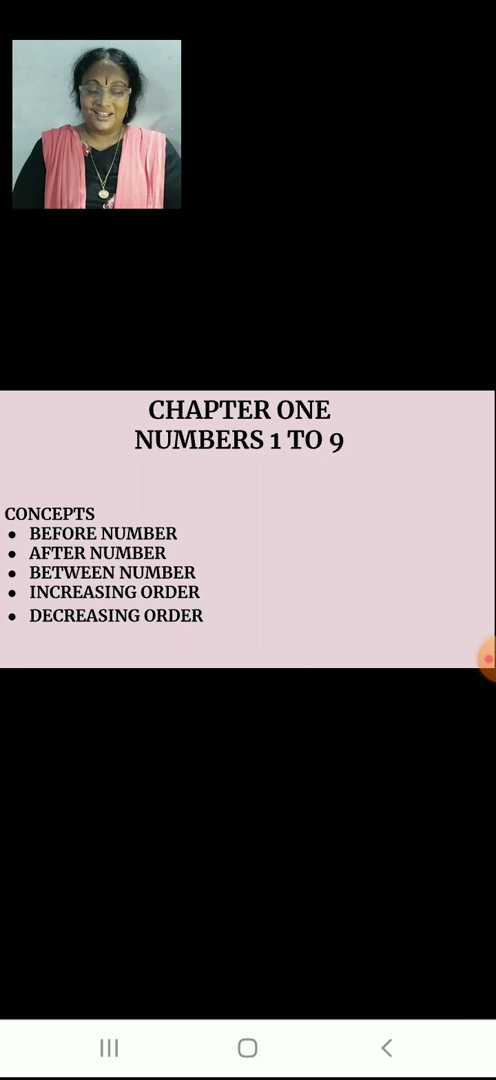 CHAPTER ONE
NUMBERS 1 TO 9
CONCEPTS
● BEFORE NUMBER
● AFTER NUMBER
● BETWEEN NUMBER
● INCREASING ORDER
● DECREASING ORDER